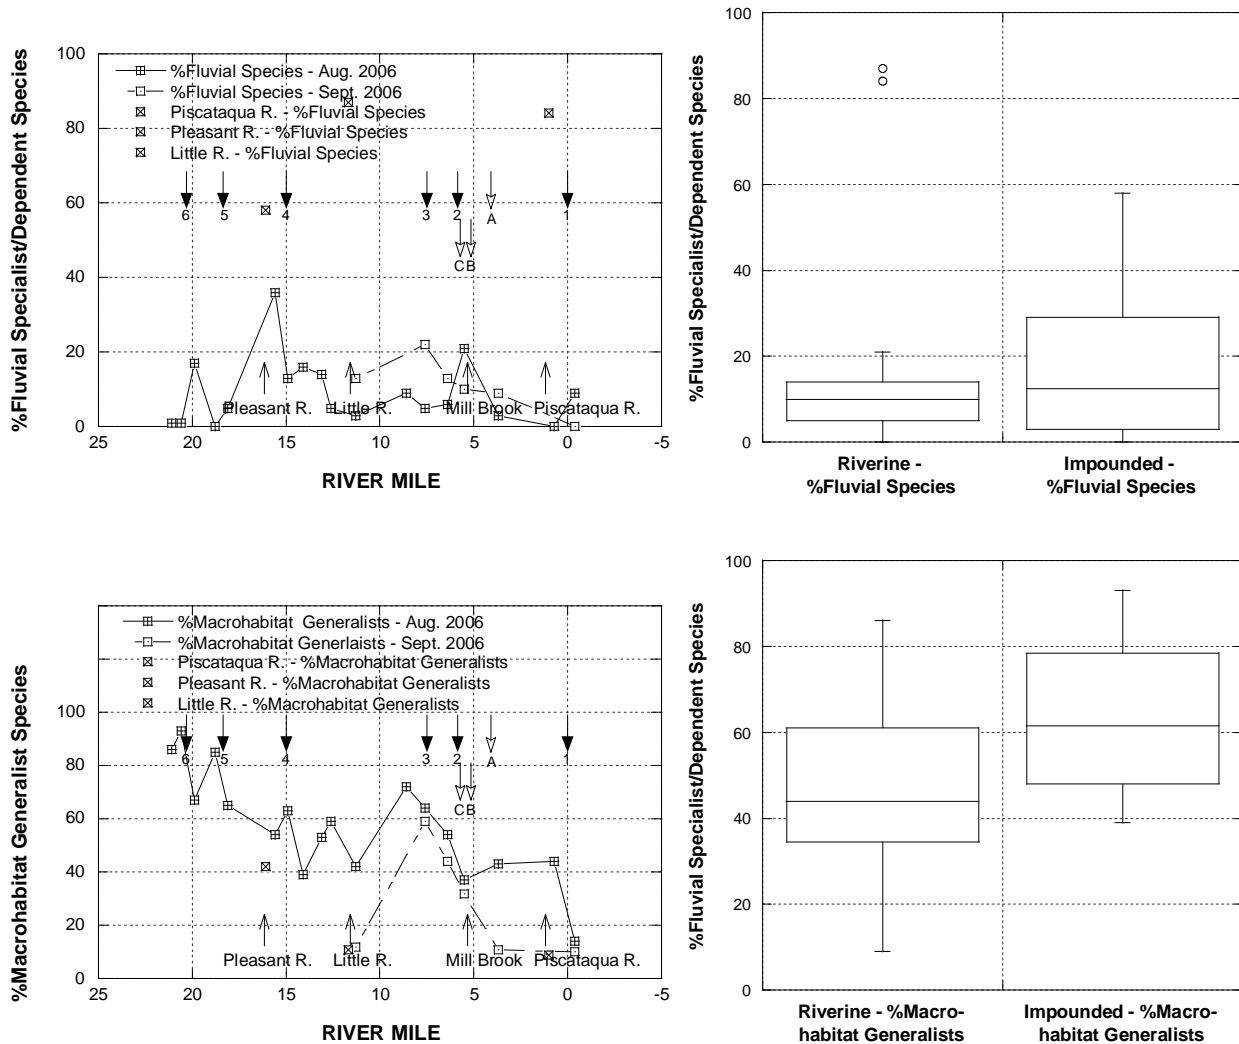 %Fluvial Specialist/Dependent Species
100
80
60
40
20
0
%Fluvial Species - Aug. 2006
%Fluvial Species - Sept. 2006
Piscataqua R. - %Fluvial Species
Pleasant R. - %Fluvial Species
Little R. - %Fluvial Species
6
5
4
3
2
A
1
C B
Pleasant R.
Little R.
Mill Brook
Piscataqua R.
25
20
15
10
5
0
-5
RIVER MILE
%Fluvial Specialist/Dependent Species
100
80
60
40
20
0
Riverine -
%Fluvial Species
Impounded -
%Fluvial Species
%Macrohabitat Generalist Species
100
80
60
40
20
0
%Macrohabitat Generalists - Aug. 2006
%Macrohabitat Generlaists - Sept. 2006
Piscataqua R. - %Macrohabitat Generalists
Pleasant R. - %Macrohabitat Generalists
Little R. - %Macrohabitat Generalists
6
5
4
3
2
A
1
C B
Pleasant R.
Little R.
Mill Brook
Piscataqua R.
25
20
15
10
5
0
-5
RIVER MILE
%Fluvial Specialist/Dependent Species
100
80
60
40
20
0
Riverine - %Macro-
habitat Generalists
Impounded - %Macro-
habitat Generalists